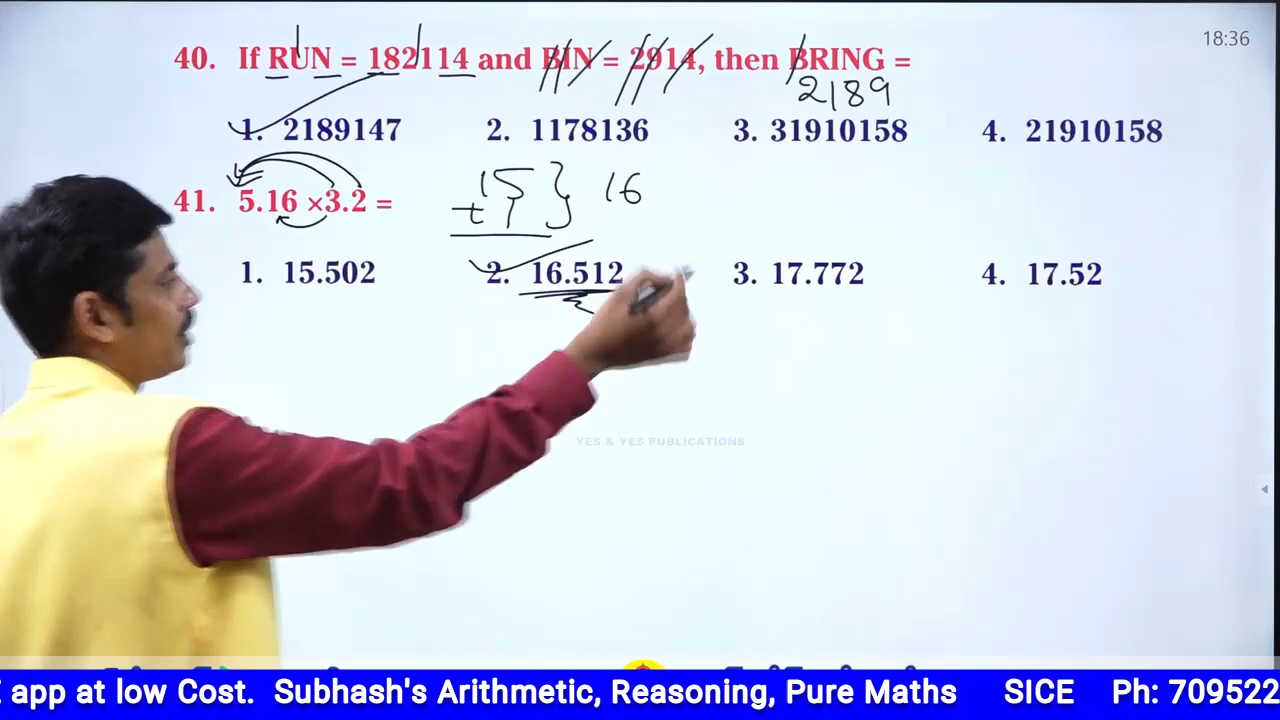 18:36
40. If RUN = 182114 and BIN = 2914, then BRING =
2189
1. 2189147 2. 1178136 3. 31910158 4. 21910158
15 } 16
41. 5.16 ×3.2 =
+ 1
1. 15.502 2. 16.512 3. 17.772 4. 17.52
YES & YES PUBLICATIONS
app at low Cost. Subhash's Arithmetic, Reasoning, Pure Maths SICE Ph: 709522